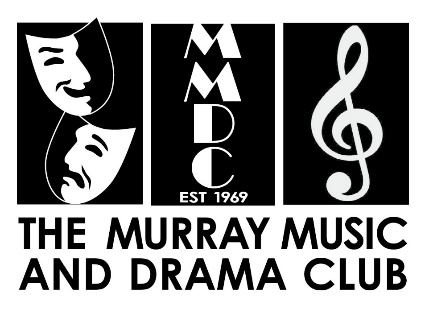 M
M
D
C
EST 1969
THE MURRAY MUSIC
AND DRAMA CLUB